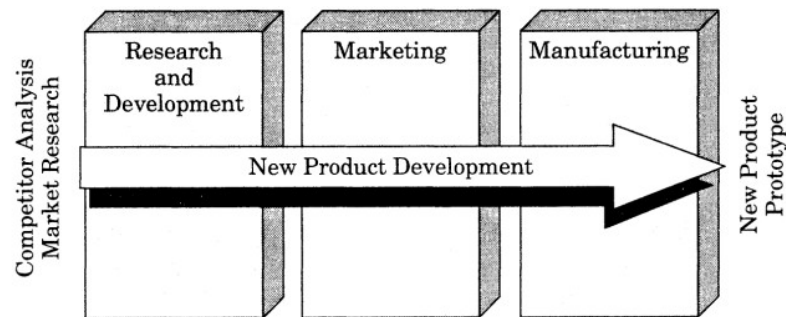 Competitor Analysis
Market Research
Research
and
Development
Marketing
Manufacturing
New Product Development
New Product
Prototype